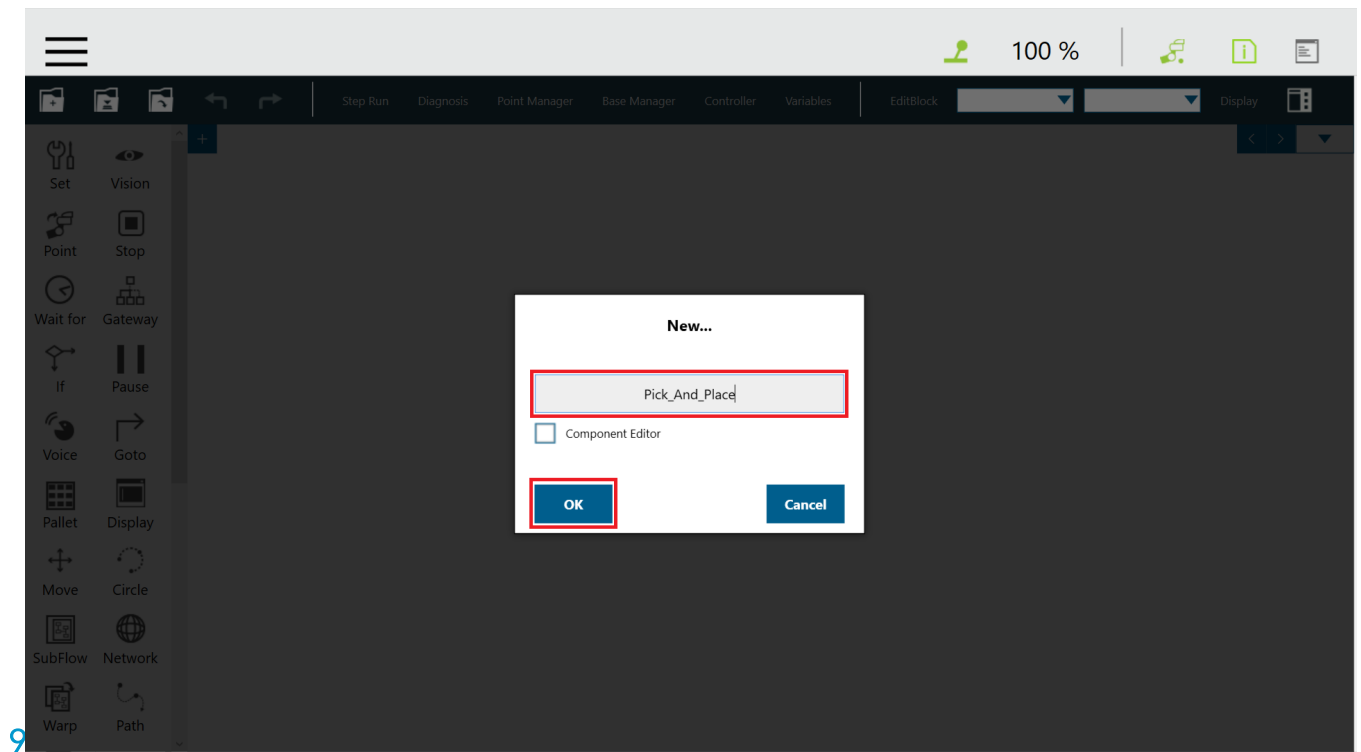 100 %
Step Run Diagnosis Point Manager Base Manager Controller Variables EditBlock Display
Set Vision
Point Stop
Wait for Gateway
If Pause
Voice Goto
Pallet Display
Move Circle
SubFlow Network
Warp Path
New...
Pick_And_Place
Component Editor
OK Cancel
9